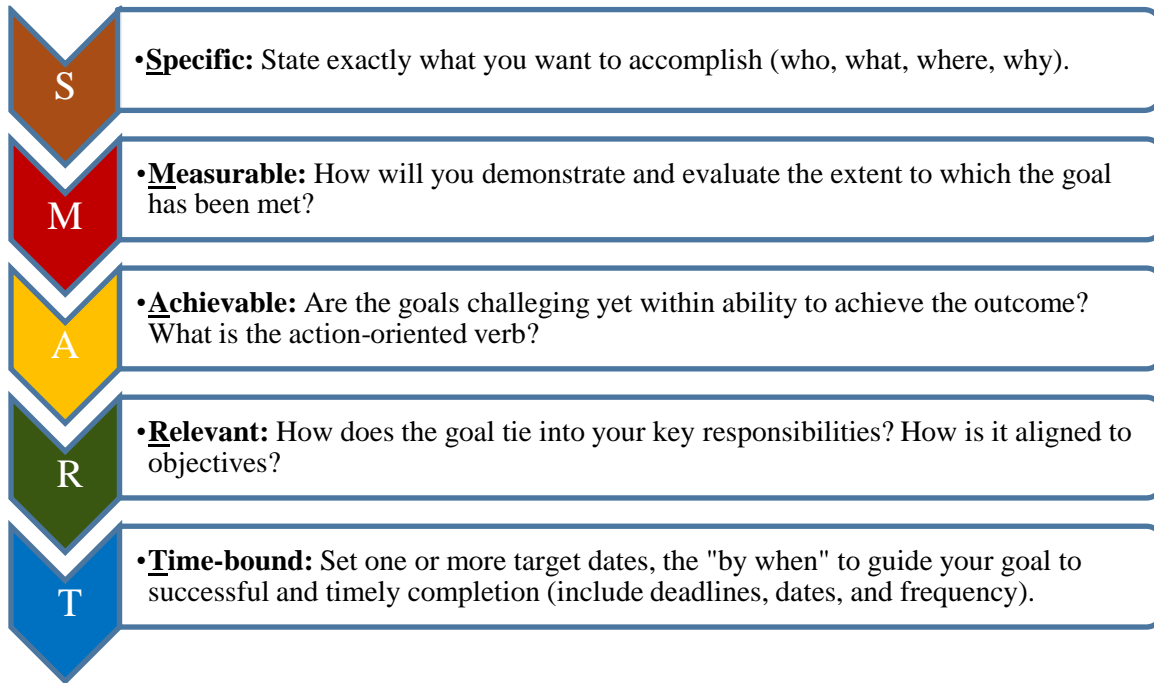 S
•Specific: State exactly what you want to accomplish (who, what, where, why).
M
•Measurable: How will you demonstrate and evaluate the extent to which the goal
has been met?
A
•Achievable: Are the goals challeging yet within ability to achieve the outcome?
What is the action-oriented verb?
R
•Relevant: How does the goal tie into your key responsibilities? How is it aligned to
objectives?
T
•Time-bound: Set one or more target dates, the "by when" to guide your goal to
successful and timely completion (include deadlines, dates, and frequency).